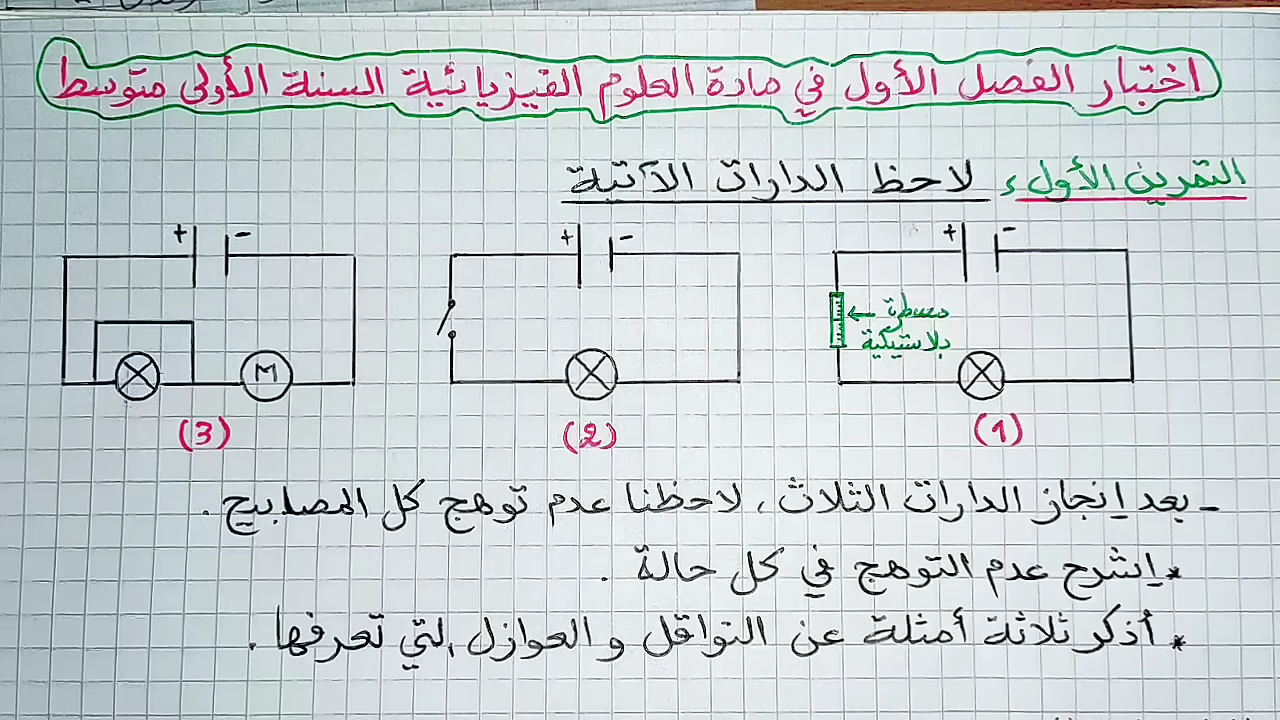 اختبار الفصل الأول في مادة العلوم الفيزيائية السنة الأولى متوسط
التمرين الأول: لاحظ الدارات الآتية
+ -
+ -
+ -
مسطرة
بلاستيكية
M
(1)
(2)
(3)
- بعد إنجاز الدارات الثلاث، لاحظنا عدم توهج كل المصابيح.
* إشرح عدم التوهج في كل حالة.
* أذكر ثلاثة أمثلة عن النواقل و العوازل التي تعرفها.